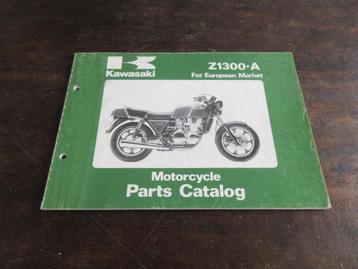 Kawasaki
Z1300-A
For European Market
Motorcycle
Parts Catalog